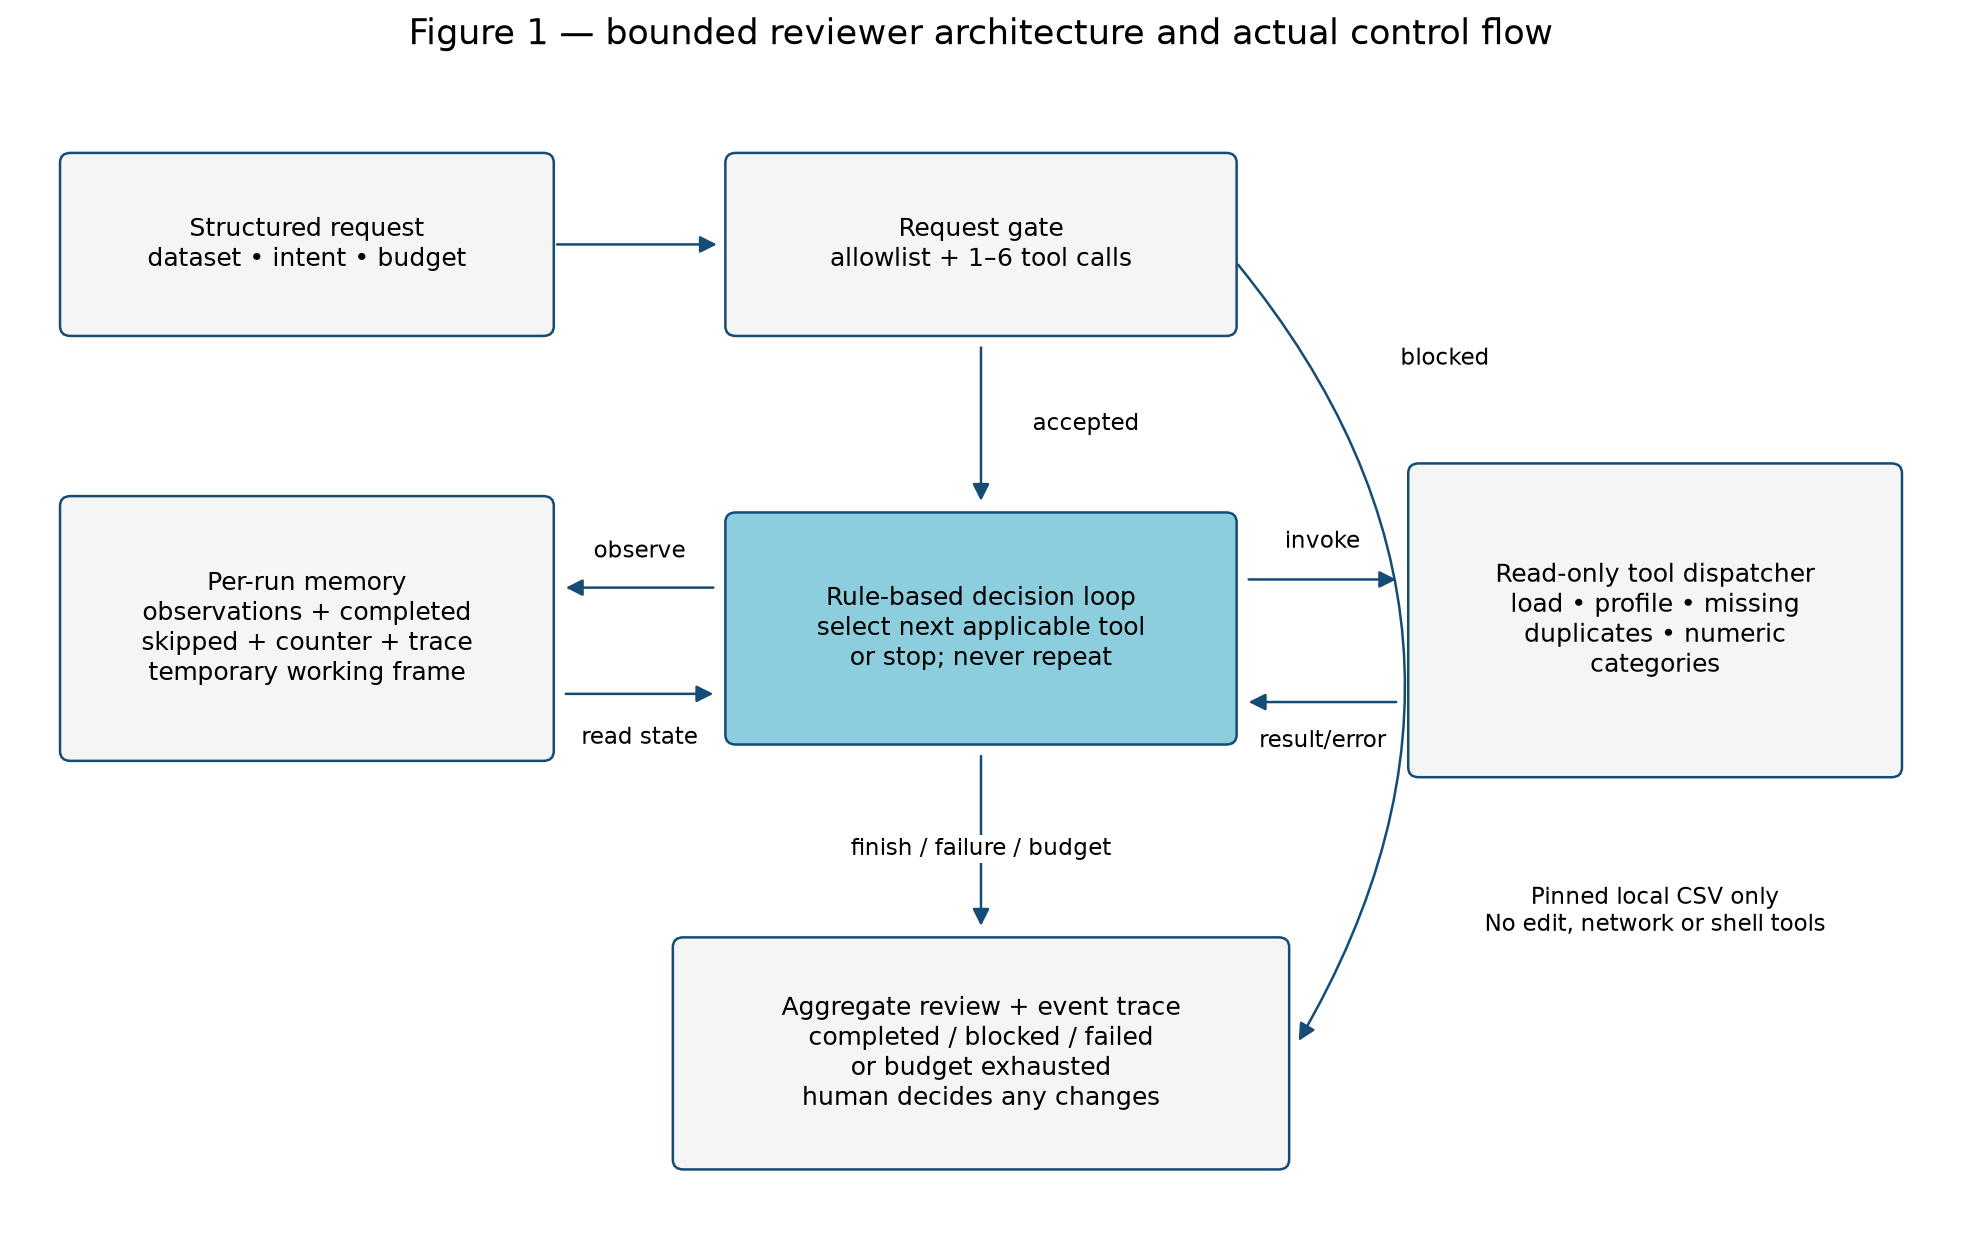 Figure 1 — bounded reviewer architecture and actual control flow
Structured request
dataset • intent • budget
Request gate
allowlist + 1–6 tool calls
blocked
accepted
Per-run memory
observations + completed
skipped + counter + trace
temporary working frame
observe
read state
Rule-based decision loop
select next applicable tool
or stop; never repeat
invoke
result/error
Read-only tool dispatcher
load • profile • missing
duplicates • numeric
categories
finish / failure / budget
Pinned local CSV only
No edit, network or shell tools
Aggregate review + event trace
completed / blocked / failed
or budget exhausted
human decides any changes